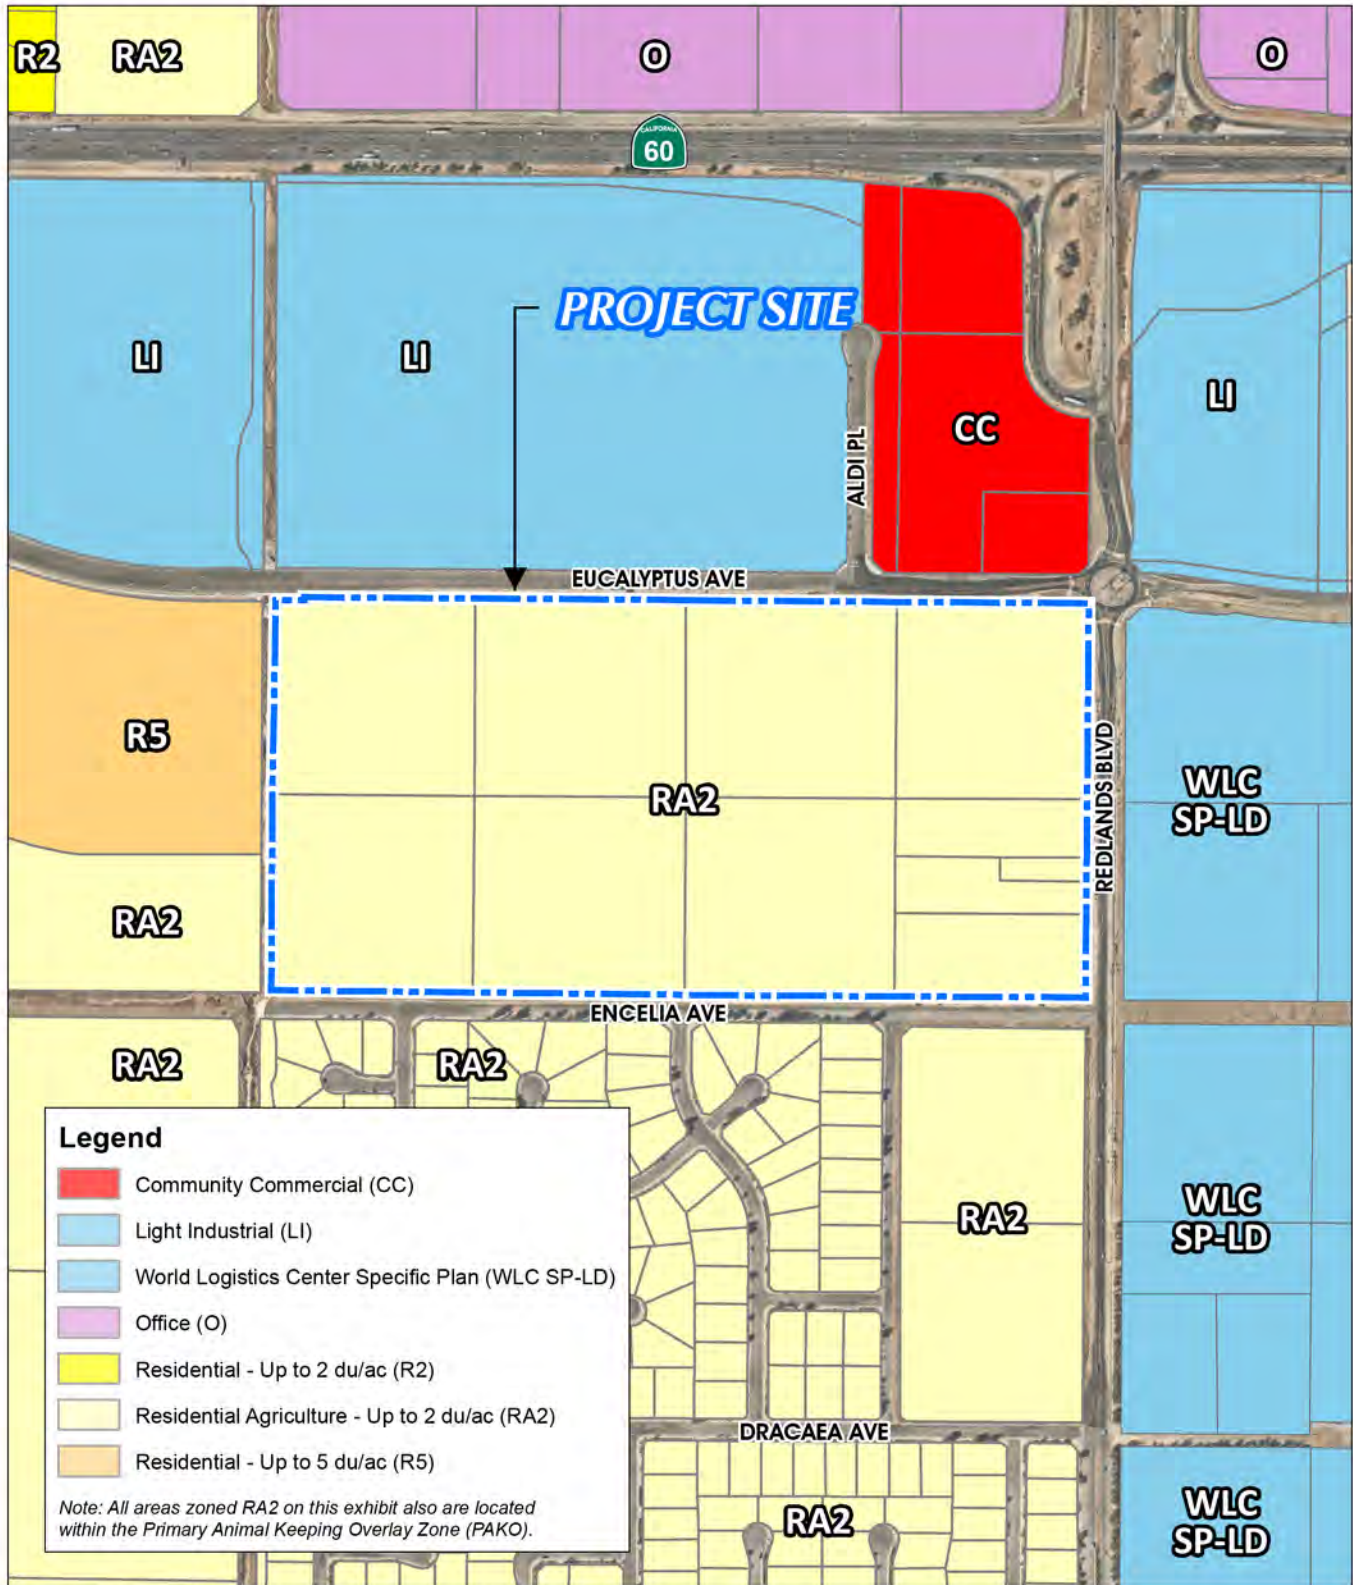 R2
RA2
O
O
CALIFORNIA
60
PROJECT SITE
LI
LI
LI
CC
ALDI PL
EUCALYPTUS AVE
R5
RA2
REDLANDS BLVD
WLC
SP-LD
RA2
ENCELIA AVE
RA2
RA2
RA2
WLC
SP-LD
DRACAEA AVE
RA2
WLC
SP-LD
Legend
Community Commercial (CC)
Light Industrial (LI)
World Logistics Center Specific Plan (WLC SP-LD)
Office (O)
Residential - Up to 2 du/ac (R2)
Residential Agriculture - Up to 2 du/ac (RA2)
Residential - Up to 5 du/ac (R5)
Note: All areas zoned RA2 on this exhibit also are located
within the Primary Animal Keeping Overlay Zone (PAKO).